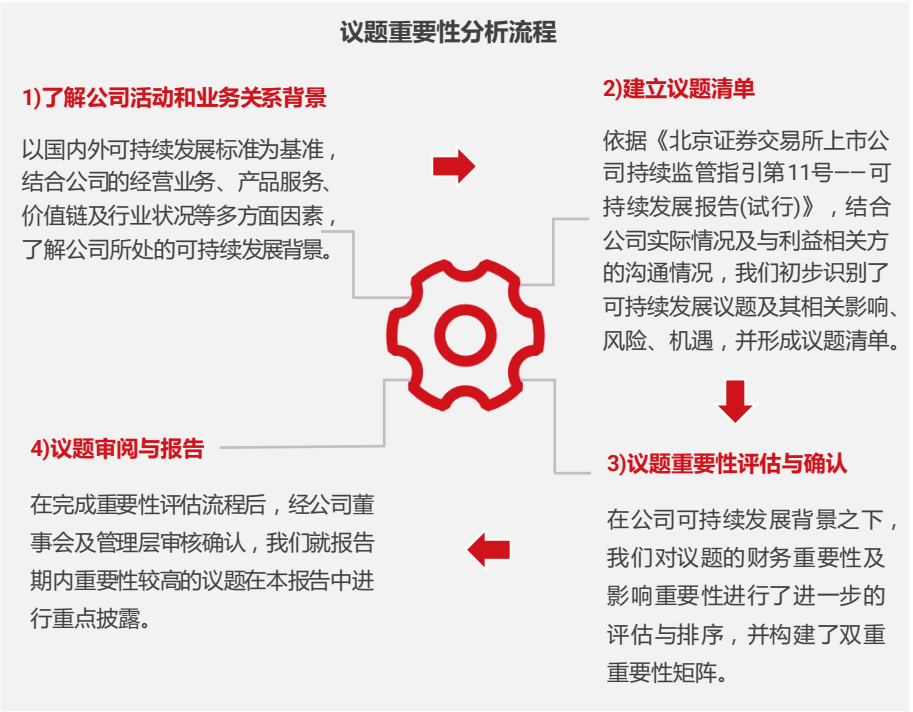 议题重要性分析流程
1)了解公司活动和业务关系背景
以国内外可持续发展标准为基准，
结合公司的经营业务、产品服务、
价值链及行业状况等多方面因素，
了解公司所处的可持续发展背景。
2)建立议题清单
依据《北京证券交易所上市公
司持续监管指引第11号——可
持续发展报告(试行)》，结合
公司实际情况及与利益相关方
的沟通情况，我们初步识别了
可持续发展议题及其相关影响、
风险、机遇，并形成议题清单。
3)议题重要性评估与确认
在公司可持续发展背景之下，
我们对议题的财务重要性及
影响重要性进行了进一步的
评估与排序，并构建了双重
重要性矩阵。
4)议题审阅与报告
在完成重要性评估流程后，经公司董
事会及管理层审核确认，我们就报告
期内重要性较高的议题在本报告中进
行重点披露。